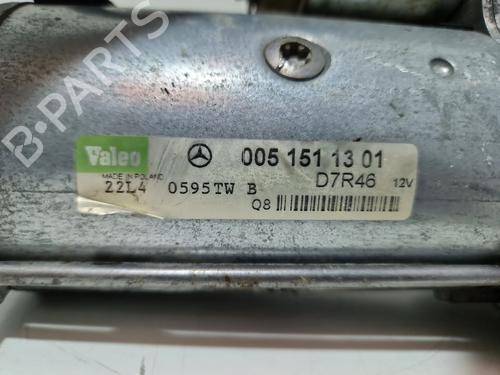 Valeo 005 151 13 01
MADE IN POLAND D7R46 12V
22L4 0595TW B
Q8
B-PARTS